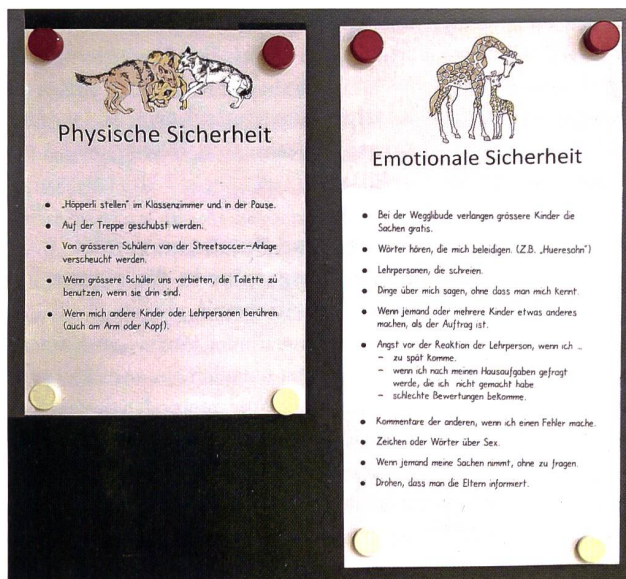 Physische Sicherheit
• „Höpperli stellen" im Klassenzimmer und in der Pause.
• Auf der Treppe geschubst werden.
• Von grösseren Schülern von der Streetsoccer-Anlage
verscheucht werden.
• Wenn grössere Schüler uns verbieten, die Toilette zu
benutzen, wenn sie drin sind.
• Wenn mich andere Kinder oder Lehrpersonen berühren
(auch am Arm oder Kopf).
Emotionale Sicherheit
• Bei der Weggbude verlangen grössere Kinder die
Sachen gratis.
• Wörter hören, die mich beleidigen. (Z.B. „Hueresohn")
• Lehrpersonen, die schreien.
• Dinge über mich sagen, ohne dass man mich kennt.
• Wenn jemand oder mehrere Kinder etwas anderes
machen, als der Auftrag ist.
• Angst vor der Reaktion der Lehrperson, wenn ich ...
- zu spät komme.
- wenn ich nach meinen Hausaufgaben gefragt
werde, die ich nicht gemacht habe
- schlechte Bewertungen bekomme.
• Kommentare der anderen, wenn ich einen Fehler mache.
• Zeichen oder Wörter über Sex.
• Wenn jemand meine Sachen nimmt, ohne zu fragen.
• Drohen, dass man die Eltern informiert.